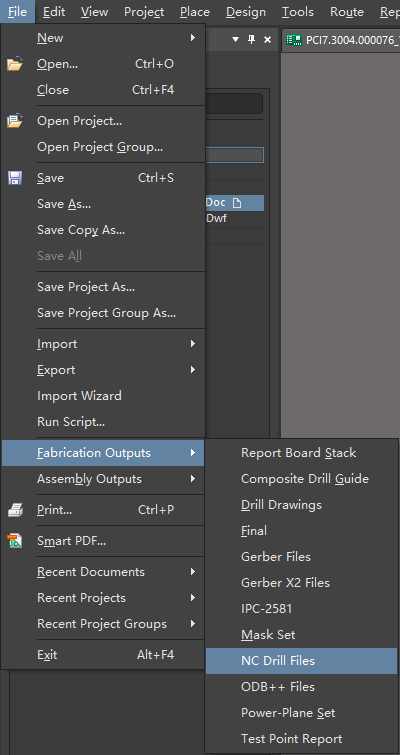 File Edit View Project Place Design Tools Route Rep
New
Open... Ctrl+O
PCI7.3004.000076_
Close Ctrl+F4
Open Project...
Open Project Group...
Save Ctrl+S
Save As...
Doc
Dwf
Save Copy As...
Save All
Save Project As...
Save Project Group As...
Import
Export
Import Wizard
Run Script...
Fabrication Outputs
Assembly Outputs
Print... Ctrl+P
Smart PDF...
Recent Documents
Recent Projects
Recent Project Groups
Exit Alt+F4
Report Board Stack
Composite Drill Guide
Drill Drawings
Final
Gerber Files
Gerber X2 Files
IPC-2581
Mask Set
NC Drill Files
ODB++ Files
Power-Plane Set
Test Point Report